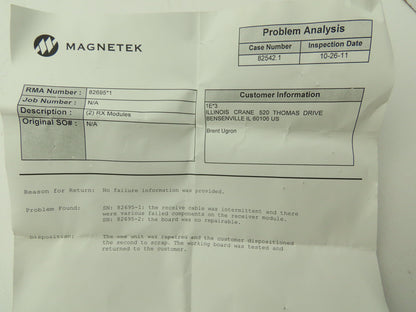 MAGNETEK
Problem Analysis
Case Number Inspection Date
82542.1 10-26-11
RMA Number : 82695*1
Job Number : N/A
Description : (2) RX Modules
Original SO# : N/A
Customer Information
1E*3
ILLINOIS CRANE 520 THOMAS DRIVE
BENSENVILLE IL 60106 US
Brent Ugron
Reason for Return: No failure information was provided.
Problem Found: SN: 82695-1: the receive cable was intermittent and there
were various failed components on the receiver module.
SN: 82695-2: the board was no repairable.
Disposition: The one unit was repaired and the customer dispositioned
the second to scrap. The working board was tested and
returned to the customer.